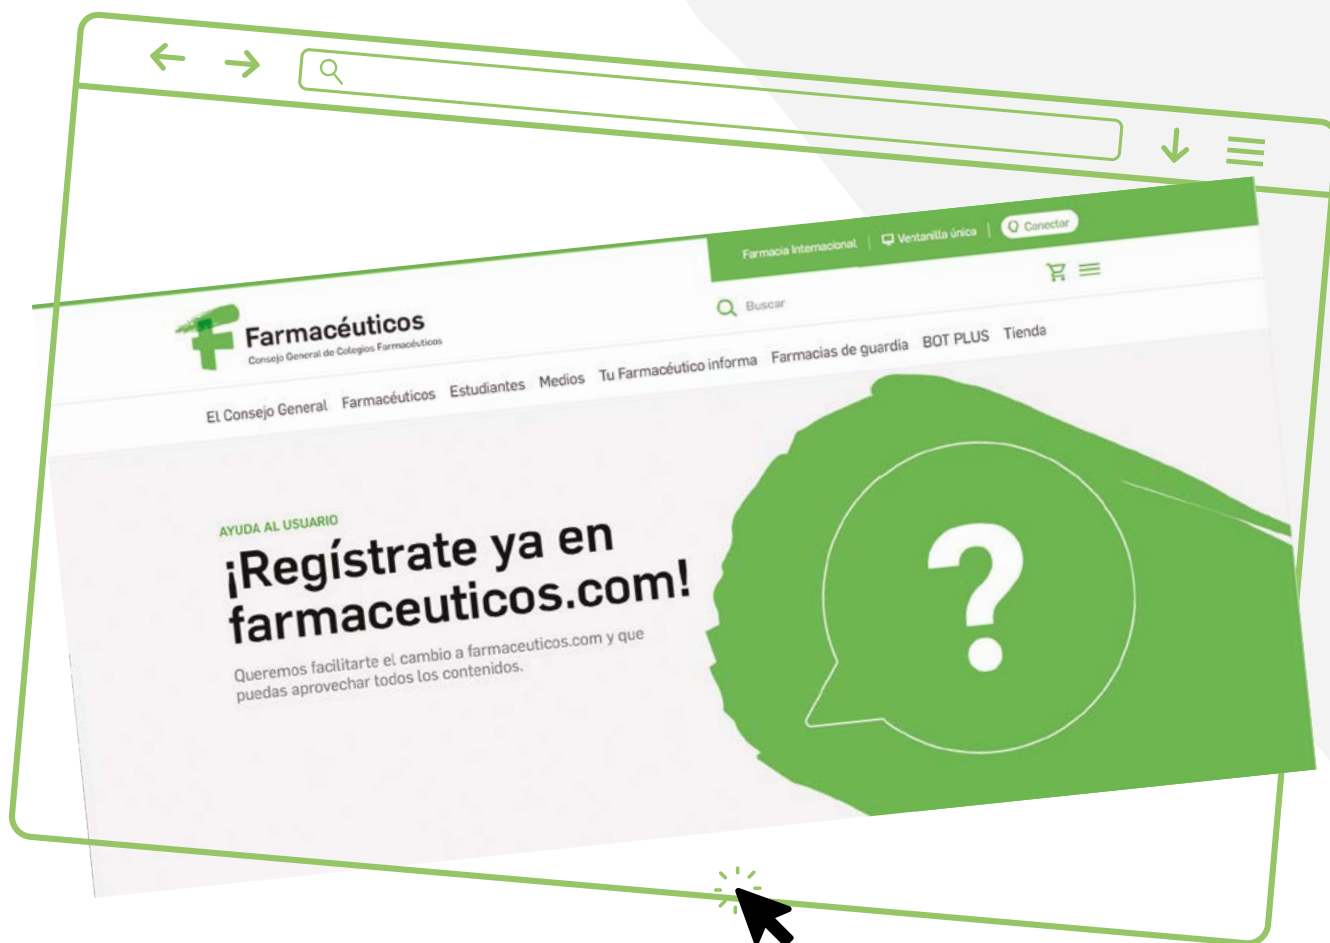 Farmacia Internacional
Ventanilla única
Conectar
Farmacéuticos
Consejo General de Colegios Farmacéuticos
Buscar
El Consejo General Farmacéuticos Estudiantes Medios Tu Farmacéutico informa Farmacias de guardia BOT PLUS Tienda
AYUDA AL USUARIO
¡Regístrate ya en
farmaceuticos.com!
Queremos facilitarte el cambio a farmaceuticos.com y que
puedas aprovechar todos los contenidos.